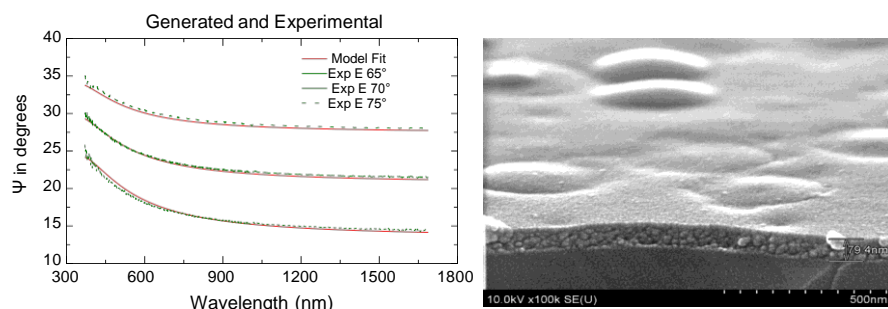 Generated and Experimental
40
35
30
25
20
15
10
Ψ in degrees
Model Fit
Exp E 65°
Exp E 70°
Exp E 75°
300 600 900 1200 1500 1800
Wavelength (nm)
79.4nm
10.0kV x100k SE(U) 500nm